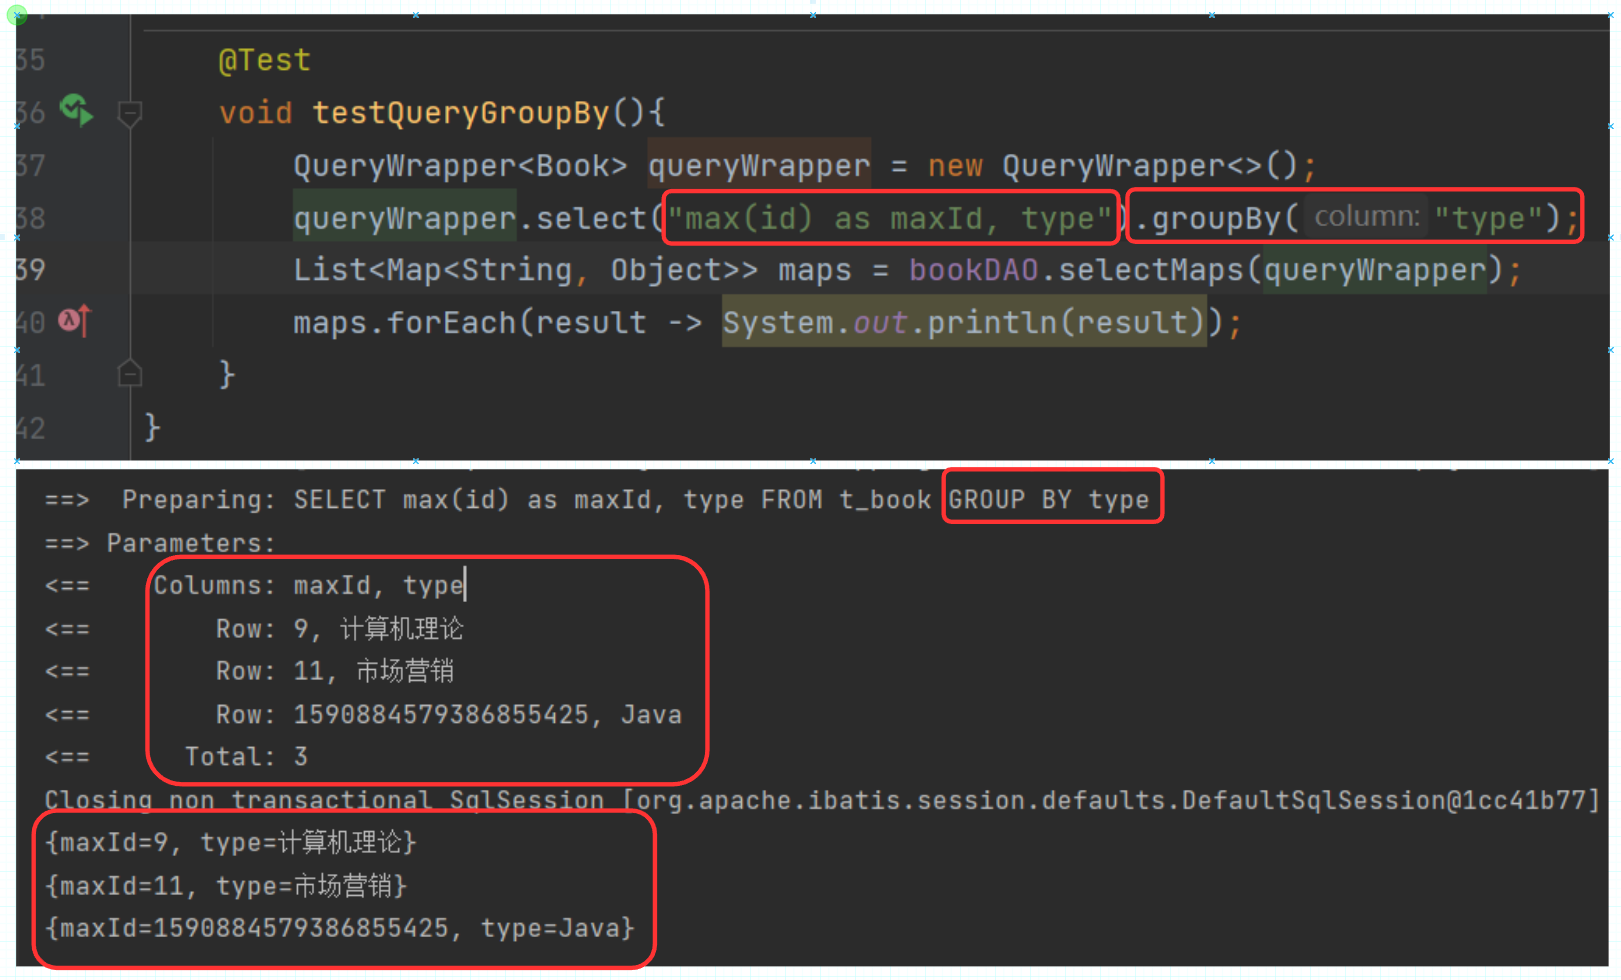 35 @Test
36 void testQueryGroupBy(){
37 QueryWrapper<Book> queryWrapper = new QueryWrapper<>();
38 queryWrapper.select("max(id) as maxId, type").groupBy( column: "type");
39 List<Map<String, Object>> maps = bookDAO.selectMaps(queryWrapper);
40 maps.forEach(result -> System.out.println(result));
41 }
42 }
==> Preparing: SELECT max(id) as maxId, type FROM t_book GROUP BY type
==> Parameters:
<== Columns: maxId, type
<== Row: 9, 计算机理论
<== Row: 11, 市场营销
<== Row: 1590884579386855425, Java
<== Total: 3
Closing non transactional SqlSession [org.apache.ibatis.session.defaults.DefaultSqlSession@1cc41b77]
{maxId=9, type=计算机理论}
{maxId=11, type=市场营销}
{maxId=1590884579386855425, type=Java}